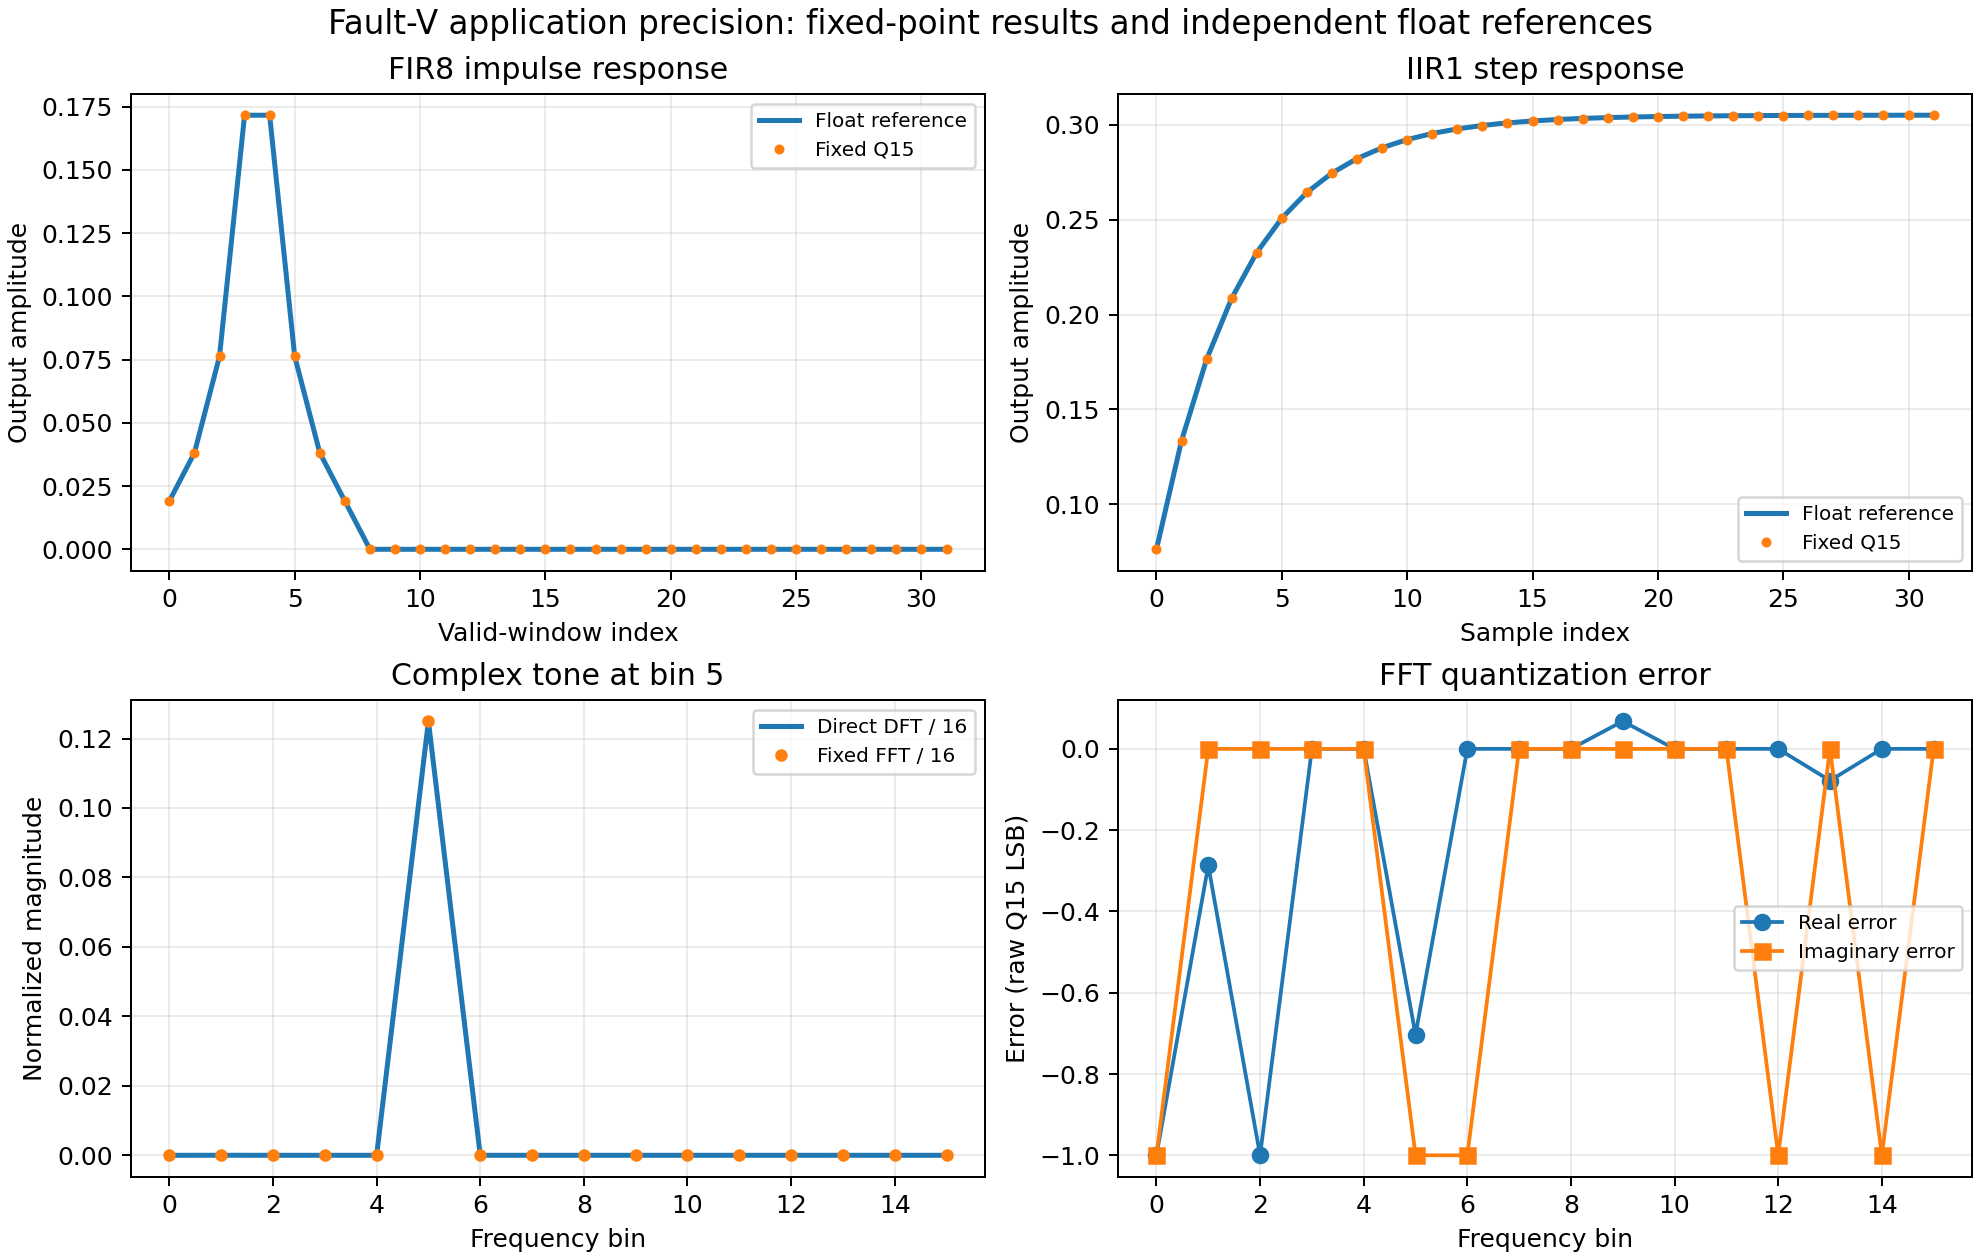 Fault-V application precision: fixed-point results and independent float references
FIR8 impulse response
Output amplitude
0.175
0.150
0.125
0.100
0.075
0.050
0.025
0.000
Float reference
Fixed Q15
0 5 10 15 20 25 30
Valid-window index
IIR1 step response
Output amplitude
0.30
0.25
0.20
0.15
0.10
Float reference
Fixed Q15
0 5 10 15 20 25 30
Sample index
Complex tone at bin 5
Normalized magnitude
0.12
0.10
0.08
0.06
0.04
0.02
0.00
Direct DFT / 16
Fixed FFT / 16
0 2 4 6 8 10 12 14
Frequency bin
FFT quantization error
Error (raw Q15 LSB)
0.0
−0.2
−0.4
−0.6
−0.8
−1.0
Real error
Imaginary error
0 2 4 6 8 10 12 14
Frequency bin